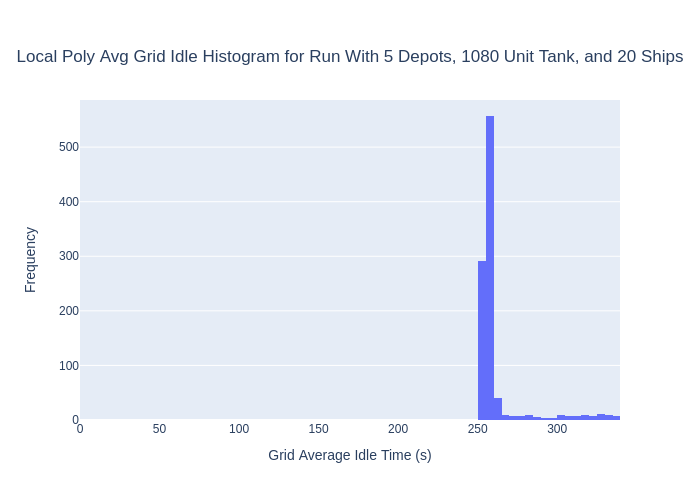 Local Poly Avg Grid Idle Histogram for Run With 5 Depots, 1080 Unit Tank, and 20 Ships
Frequency
500
400
300
200
100
0
0 50 100 150 200 250 300
Grid Average Idle Time (s)